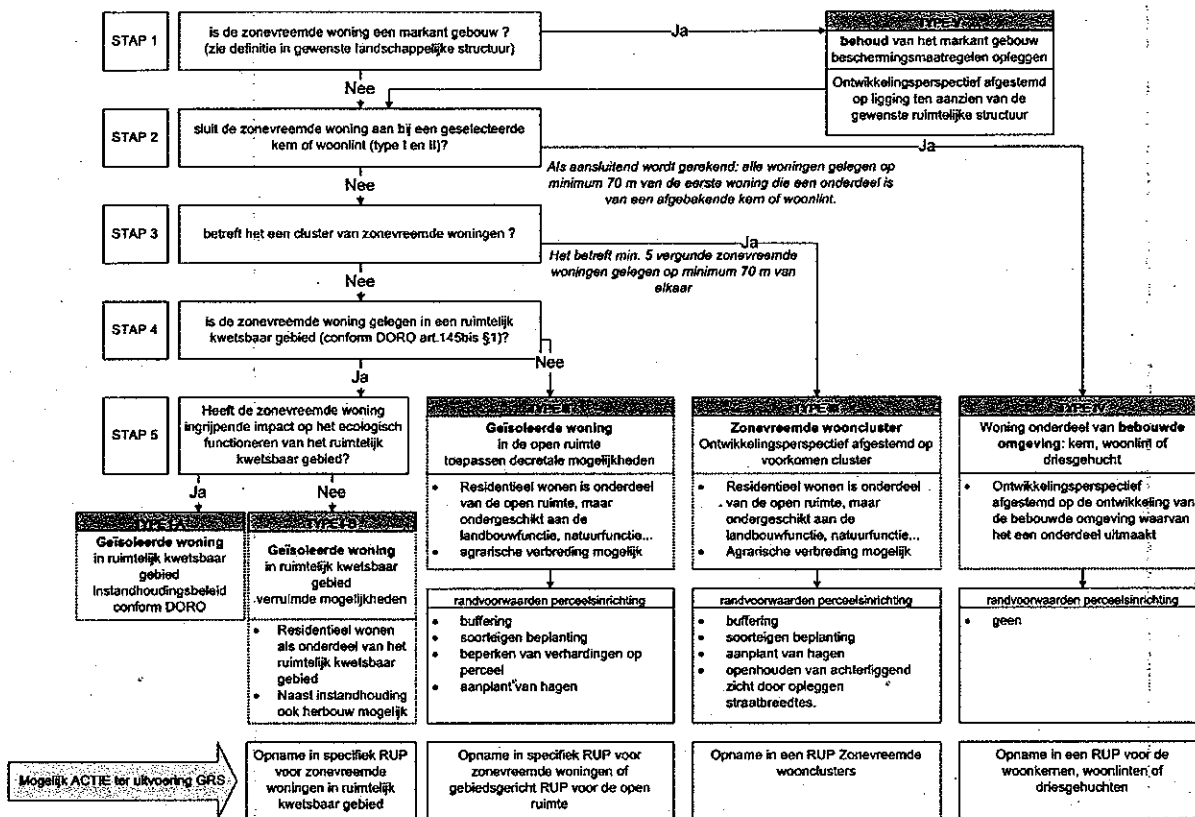 STAP 1
is de zonevreemde woning een markant gebouw ?
(zie definitie in gewenste landschappelijke structuur)
Ja
TYPE V
behoud van het markant gebouw
beschermingsmaatregelen opleggen
Ontwikkelingsperspectief afgestemd
op ligging ten aanzien van de
gewenste ruimtelijke structuur
Nee
STAP 2
sluit de zonevreemde woning aan bij een geselecteerde
kern of woonlint (type I en II)?
Ja
Als aansluitend wordt gerekend: alle woningen gelegen op
minimum 70 m van de eerste woning die een onderdeel is
van een afgebakende kern of woonlint.
Nee
STAP 3
betreft het een cluster van zonevreemde woningen ?
Ja
Het betreft min. 5 vergunde zonevreemde
woningen gelegen op minimum 70 m van
elkaar
Nee
STAP 4
is de zonevreemde woning gelegen in een ruimtelijk
kwetsbaar gebied (conform DORO art.145bis §1)?
Nee
Ja
STAP 5
Heeft de zonevreemde woning
ingrijpende impact op het ecologisch
functioneren van het ruimtelijk
kwetsbaar gebied?
Ja
Nee
TYPE I A
Geïsoleerde woning
in ruimtelijk kwetsbaar
gebied
Instandhoudingsbeleid
conform DORO
TYPE I B
Geïsoleerde woning
in ruimtelijk kwetsbaar
gebied
verruimde mogelijkheden
• Residentieel wonen
als onderdeel van het
ruimtelijk kwetsbaar
gebied
• Naast instandhouding
ook herbouw mogelijk
TYPE II
Geïsoleerde woning
in de open ruimte
toepassen decretale mogelijkheden
• Residentieel wonen is onderdeel
van de open ruimte, maar
ondergeschikt aan de
landbouwfunctie, natuurfunctie...
• agrarische verbreding mogelijk
randvoorwaarden perceelsinrichting
• buffering
• soorteigen beplanting
• beperken van verhardingen op
perceel
• aanplant van hagen
TYPE III
Zonevreemde wooncluster
Ontwikkelingsperspectief afgestemd op
voorkomen cluster
• Residentieel wonen is onderdeel
van de open ruimte, maar
ondergeschikt aan de
landbouwfunctie, natuurfunctie...
• Agrarische verbreding mogelijk
randvoorwaarden perceelsinrichting
• buffering
• soorteigen beplanting
• aanplant van hagen
• openhouden van achterliggend
zicht door opleggen
straatbreedtes.
TYPE IV
Woning onderdeel van bebouwde
omgeving: kern, woonlint of
driesgehucht
• Ontwikkelingsperspectief
afgestemd op de ontwikkeling van
de bebouwde omgeving waarvan
het een onderdeel uitmaakt
randvoorwaarden perceelsinrichting
• geen
Mogelijk ACTIE ter uitvoering GRS
Opname in specifiek RUP
voor zonevreemde
woningen in ruimtelijk
kwetsbaar gebied
Opname in specifiek RUP voor
zonevreemde woningen of
gebiedsgericht RUP voor de open
ruimte
Opname in een RUP Zonevreemde
woonclusters
Opname in een RUP voor de
woonkernen, woonlinten of
driesgehuchten